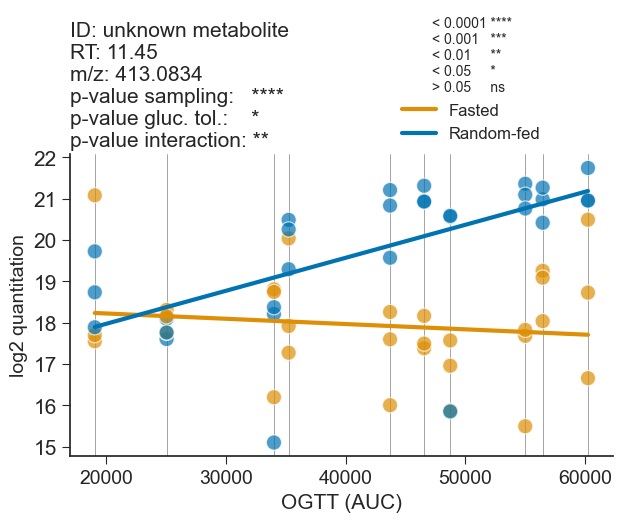 ID: unknown metabolite
RT: 11.45
m/z: 413.0834
p-value sampling: ****
p-value gluc. tol.: *
p-value interaction: **
< 0.0001 ****
< 0.001 ***
< 0.01 **
< 0.05 *
> 0.05 ns
Fasted
Random-fed
22
21
20
19
18
17
16
15
log2 quantitation
20000 30000 40000 50000 60000
OGTT (AUC)